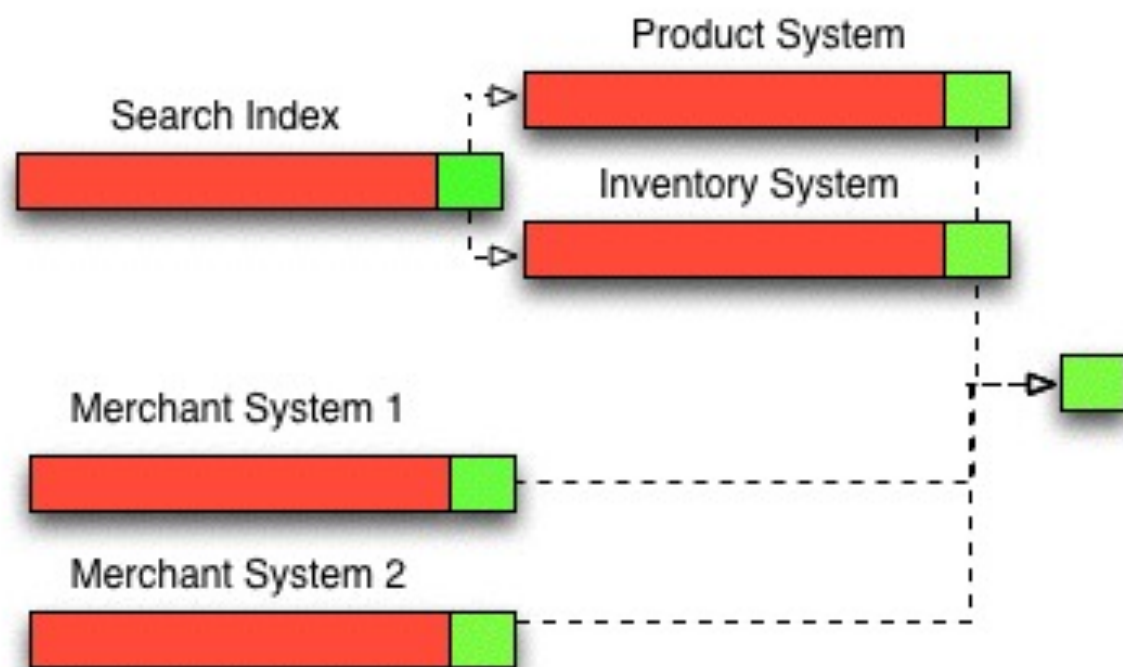 Product System
Search Index
Inventory System
Merchant System 1
Merchant System 2